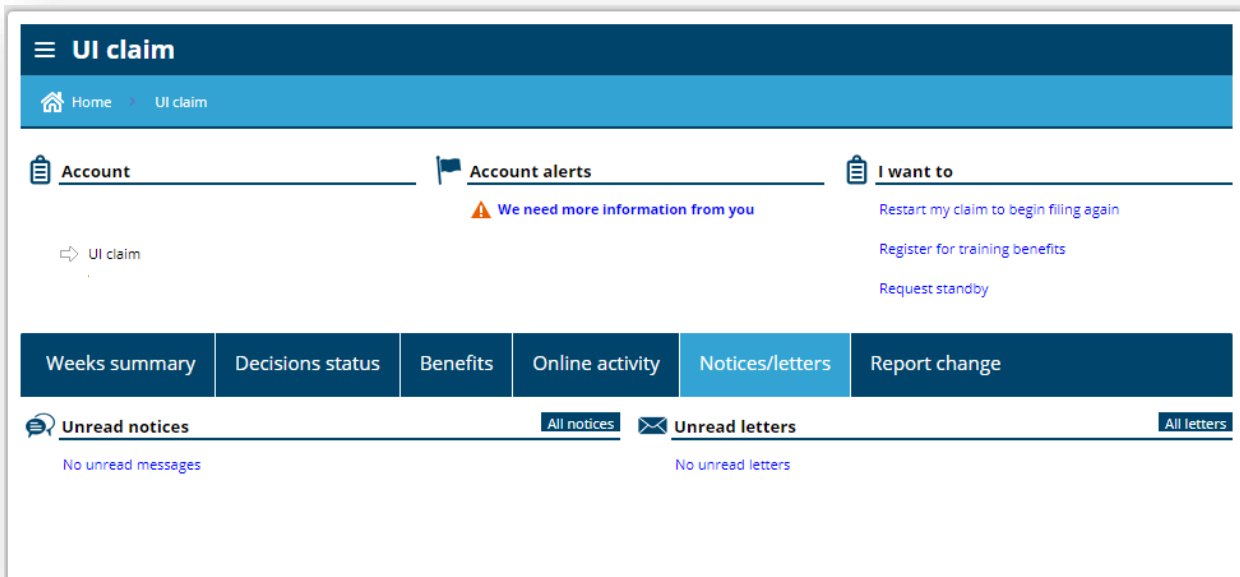 UI claim
Home UI claim
Account
Account alerts
I want to
We need more information from you
Restart my claim to begin filing again
UI claim
Register for training benefits
Request standby
Weeks summary Decisions status Benefits Online activity Notices/letters Report change
Unread notices All notices
Unread letters All letters
No unread messages
No unread letters